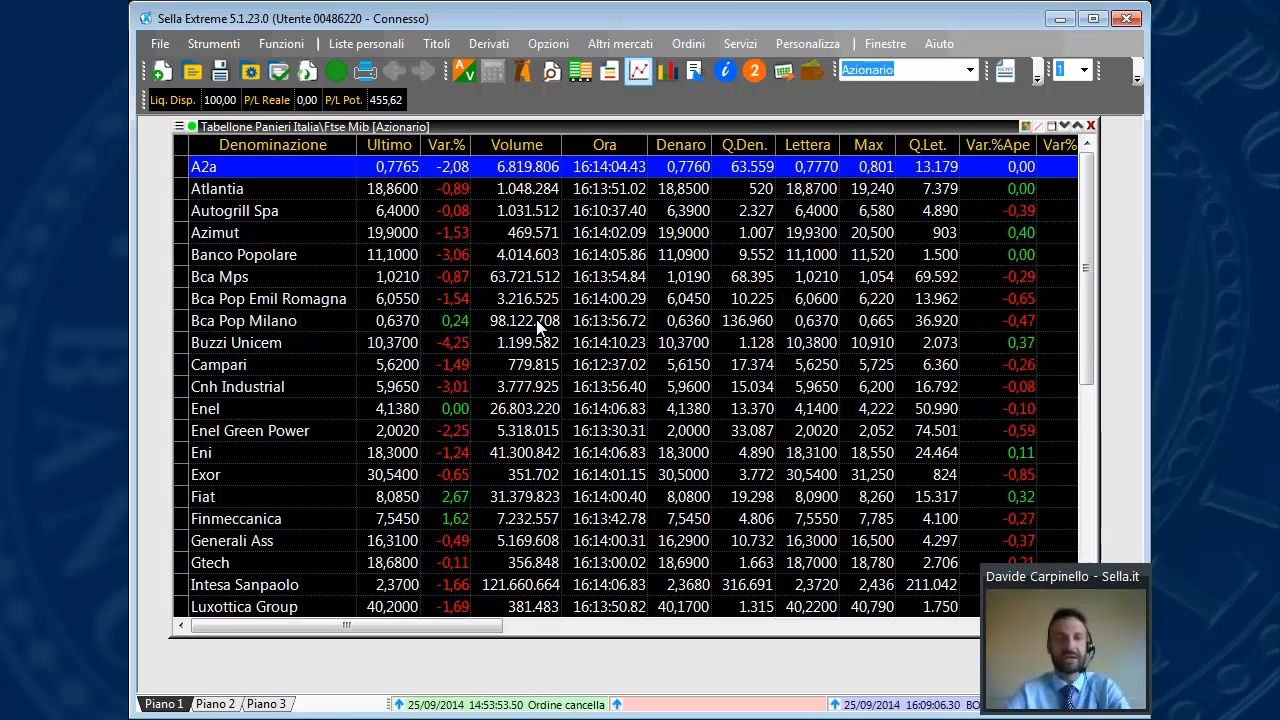 Sella Extreme 5.1.23.0 (Utente 00486220 - Connesso)
File Strumenti Funzioni Liste personali Titoli Derivati Opzioni Altri mercati Ordini Servizi Personalizza Finestre Aiuto
Azionario 1
Liq. Disp. 100,00 P/L Reale 0,00 P/L Pot. 455,62
Tabellone Panieri Italia\Ftse Mib [Azionario]
Denominazione Ultimo Var.% Volume Ora Denaro Q.Den. Lettera Max Q.Let. Var.%Ape Var%
A2a 0,7765 -2,08 6.819.806 16:14:04.43 0,7760 63.559 0,7770 0,801 13.179 0,00
Atlantia 18,8600 -0,89 1.048.284 16:13:51.02 18,8500 520 18,8700 19,240 7.379 0,00
Autogrill Spa 6,4000 -0,08 1.031.512 16:10:37.40 6,3900 2.327 6,4000 6,580 4.890 -0,39
Azimut 19,9000 -1,53 469.571 16:14:02.09 19,9000 1.007 19,9300 20,500 903 0,40
Banco Popolare 11,1000 -3,06 4.014.603 16:14:05.86 11,0900 9.552 11,1000 11,520 1.500 0,00
Bca Mps 1,0210 -0,87 63.721.512 16:13:54.84 1,0190 68.395 1,0210 1,054 69.592 -0,29
Bca Pop Emil Romagna 6,0550 -1,54 3.216.525 16:14:00.29 6,0450 10.225 6,0600 6,220 13.962 -0,65
Bca Pop Milano 0,6370 0,24 98.122.708 16:13:56.72 0,6360 136.960 0,6370 0,665 36.920 -0,47
Buzzi Unicem 10,3700 -4,25 1.199.582 16:14:10.23 10,3700 1.128 10,3800 10,910 2.073 0,37
Campari 5,6200 -1,49 779.815 16:12:37.02 5,6150 17.374 5,6250 5,725 6.360 -0,26
Cnh Industrial 5,9650 -3,01 3.777.925 16:13:56.40 5,9600 15.034 5,9650 6,200 16.792 -0,08
Enel 4,1380 0,00 26.803.220 16:14:06.83 4,1380 13.370 4,1400 4,222 50.990 -0,10
Enel Green Power 2,0020 -2,25 5.318.015 16:13:30.31 2,0000 33.087 2,0020 2,052 74.501 -0,59
Eni 18,3000 -1,24 41.300.842 16:14:06.83 18,3000 4.890 18,3100 18,550 24.464 0,11
Exor 30,5400 -0,65 351.702 16:14:01.15 30,5000 3.772 30,5400 31,250 824 -0,85
Fiat 8,0850 2,67 31.379.823 16:14:00.40 8,0800 19.298 8,0900 8,260 15.317 0,32
Finmeccanica 7,5450 1,62 7.232.557 16:13:42.78 7,5450 4.806 7,5550 7,785 4.100 -0,27
Generali Ass 16,3100 -0,49 5.169.608 16:14:00.31 16,2900 10.732 16,3000 16,500 4.297 -0,37
Gtech 18,6800 -0,11 356.848 16:13:00.02 18,6900 1.663 18,7000 18,780 2.706
Intesa Sanpaolo 2,3700 -1,66 121.660.664 16:14:06.83 2,3680 316.691 2,3720 2,436 211.042
Luxottica Group 40,2000 -1,69 381.483 16:13:50.82 40,1700 1.315 40,2200 40,790 1.750
Davide Carpinello - Sella.it
Piano 1 Piano 2 Piano 3 25/09/2014 14:53:53.50 Ordine cancella 25/09/2014 16:09:06.30 BO